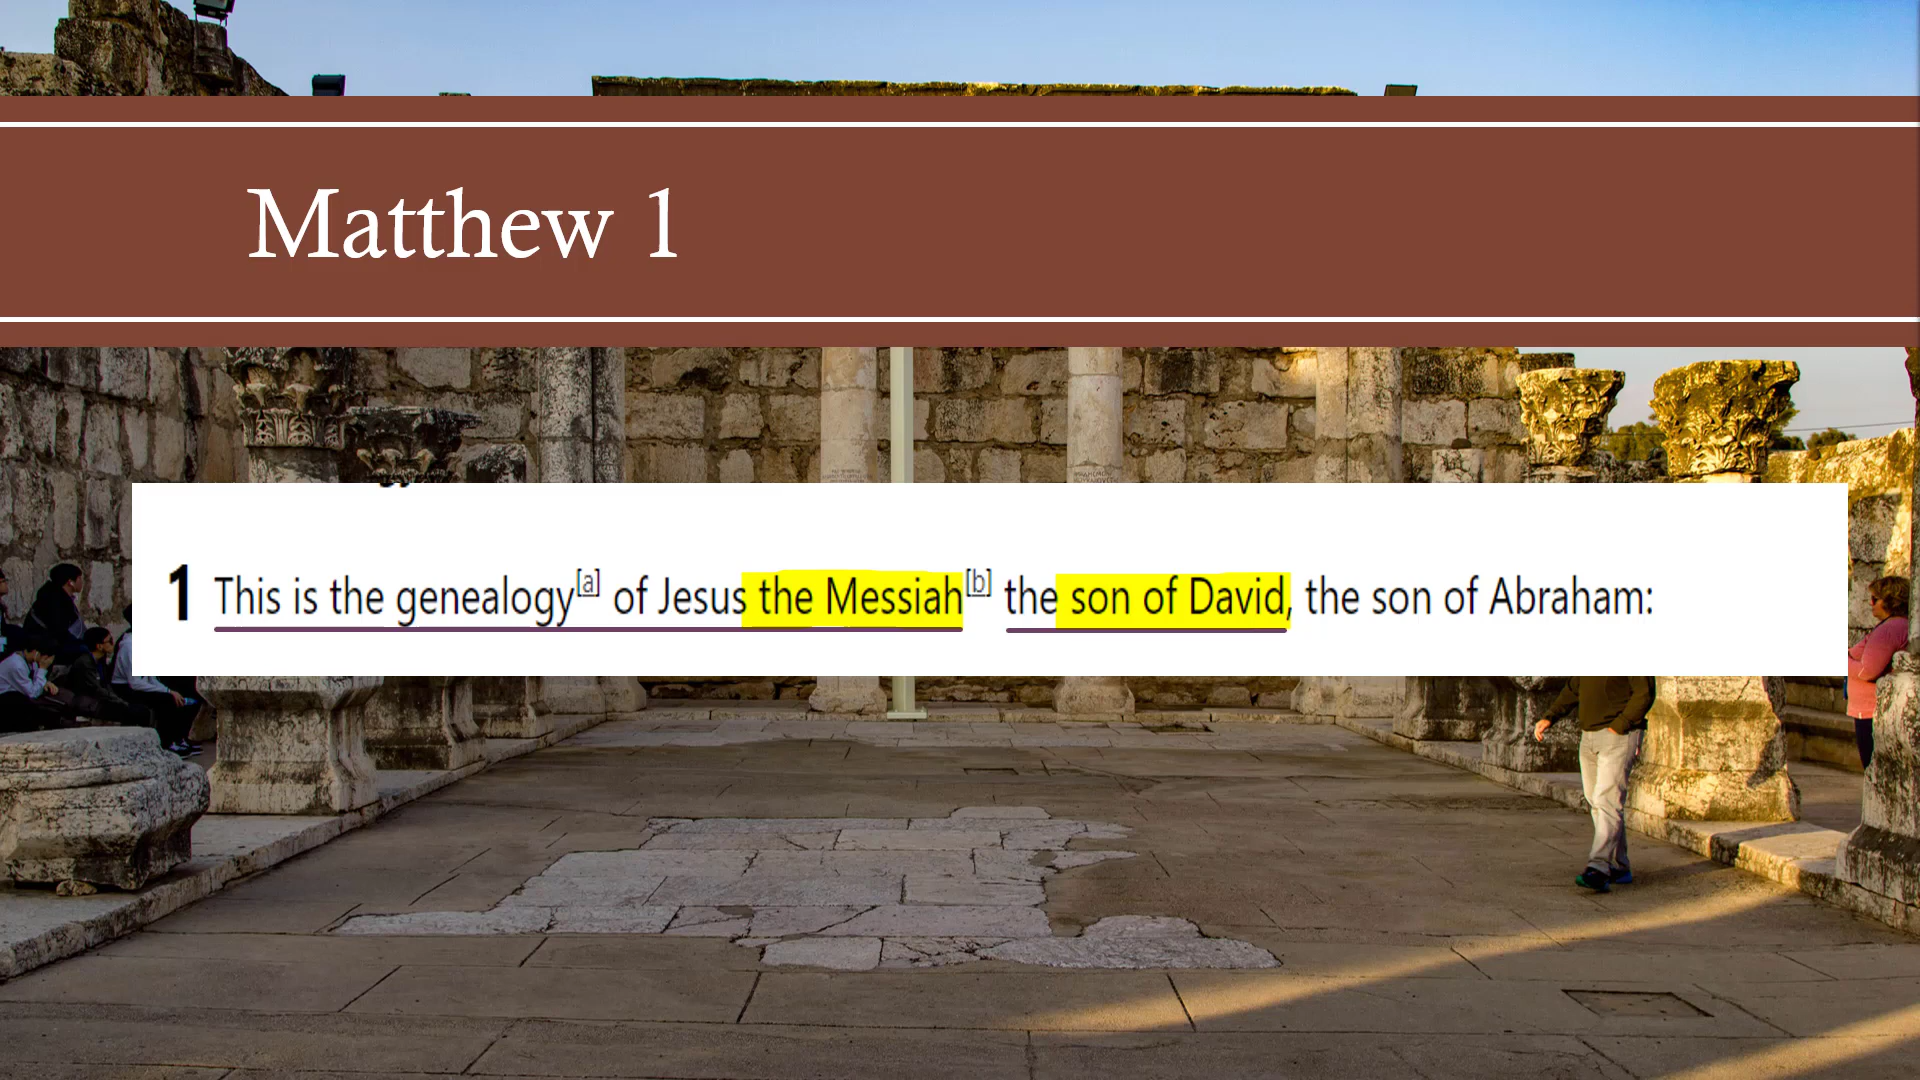 Matthew 1
1 This is the genealogy[a] of Jesus the Messiah[b] the son of David, the son of Abraham: